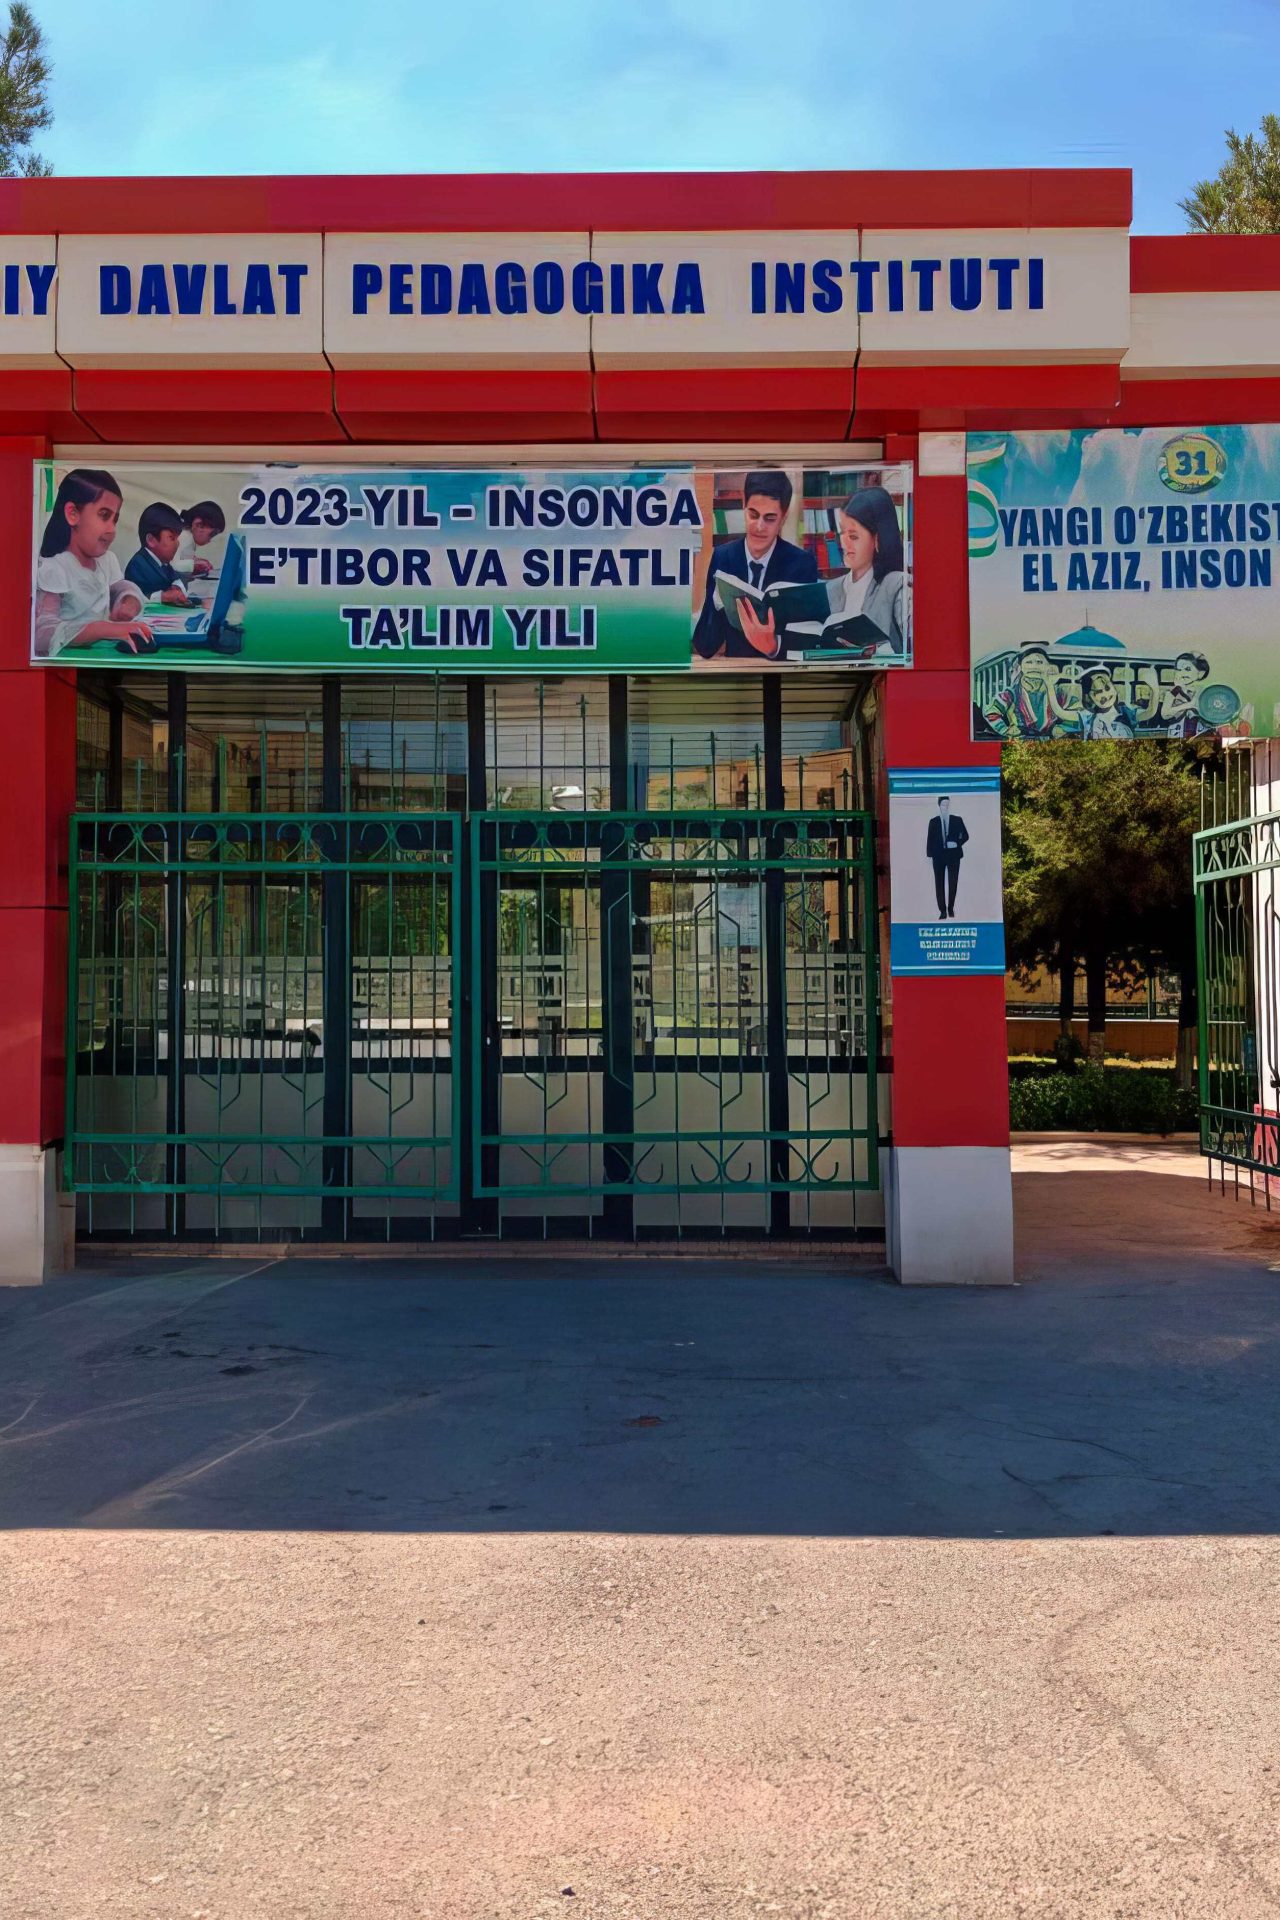 IY DAVLAT PEDAGOGIKA INSTITUTI
2023-YIL - INSONGA
E'TIBOR VA SIFATLI
TA'LIM YILI
31
YANGI O'ZBEKIST
EL AZIZ, INSON